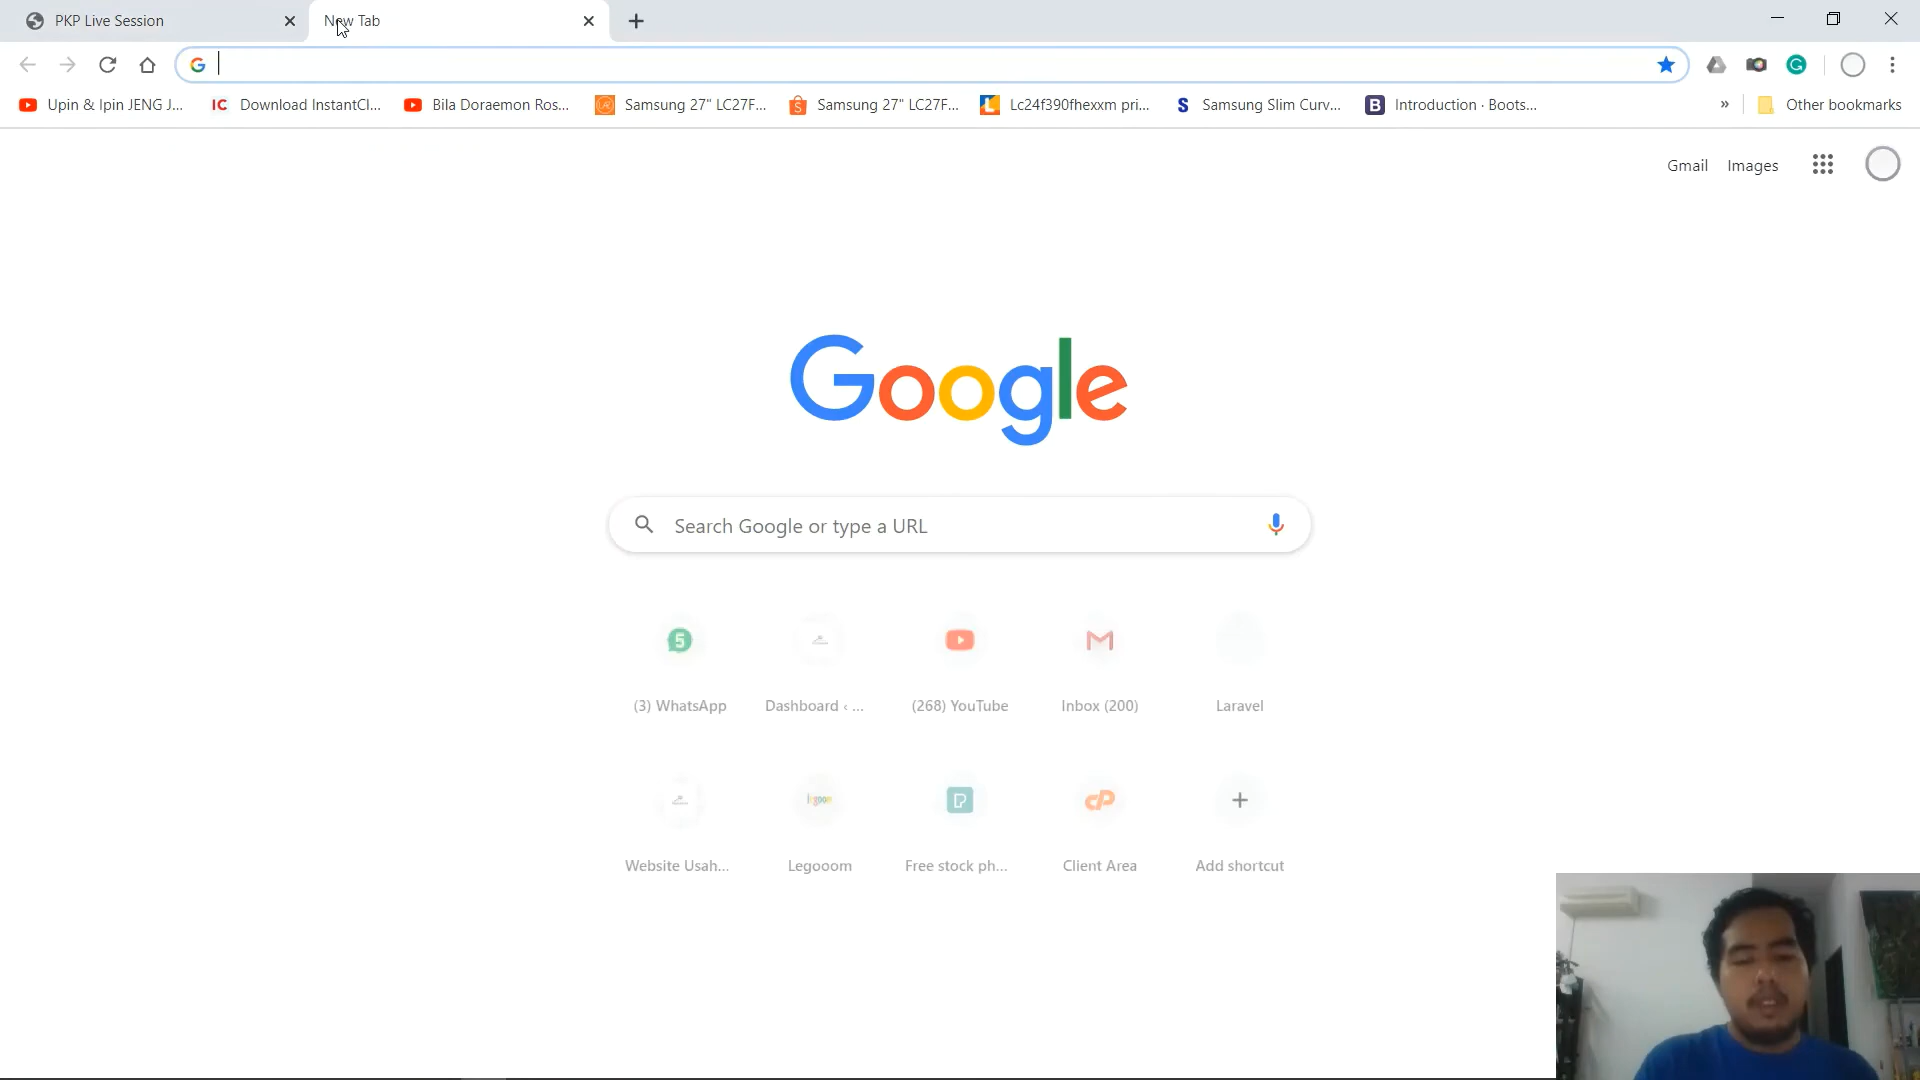 PKP Live Session
New Tab
Upin & Ipin JENG J...
IC Download InstantCl...
Bila Doraemon Ros...
Samsung 27" LC27F...
Samsung 27" LC27F...
Lc24f390fhexxm pri...
S Samsung Slim Curv...
B Introduction · Boots...
»
Other bookmarks
Gmail
Images
Google
Search Google or type a URL
(3) WhatsApp
Dashboard ‹ ...
(268) YouTube
Inbox (200)
Laravel
Website Usah...
Legooom
Free stock ph...
Client Area
Add shortcut